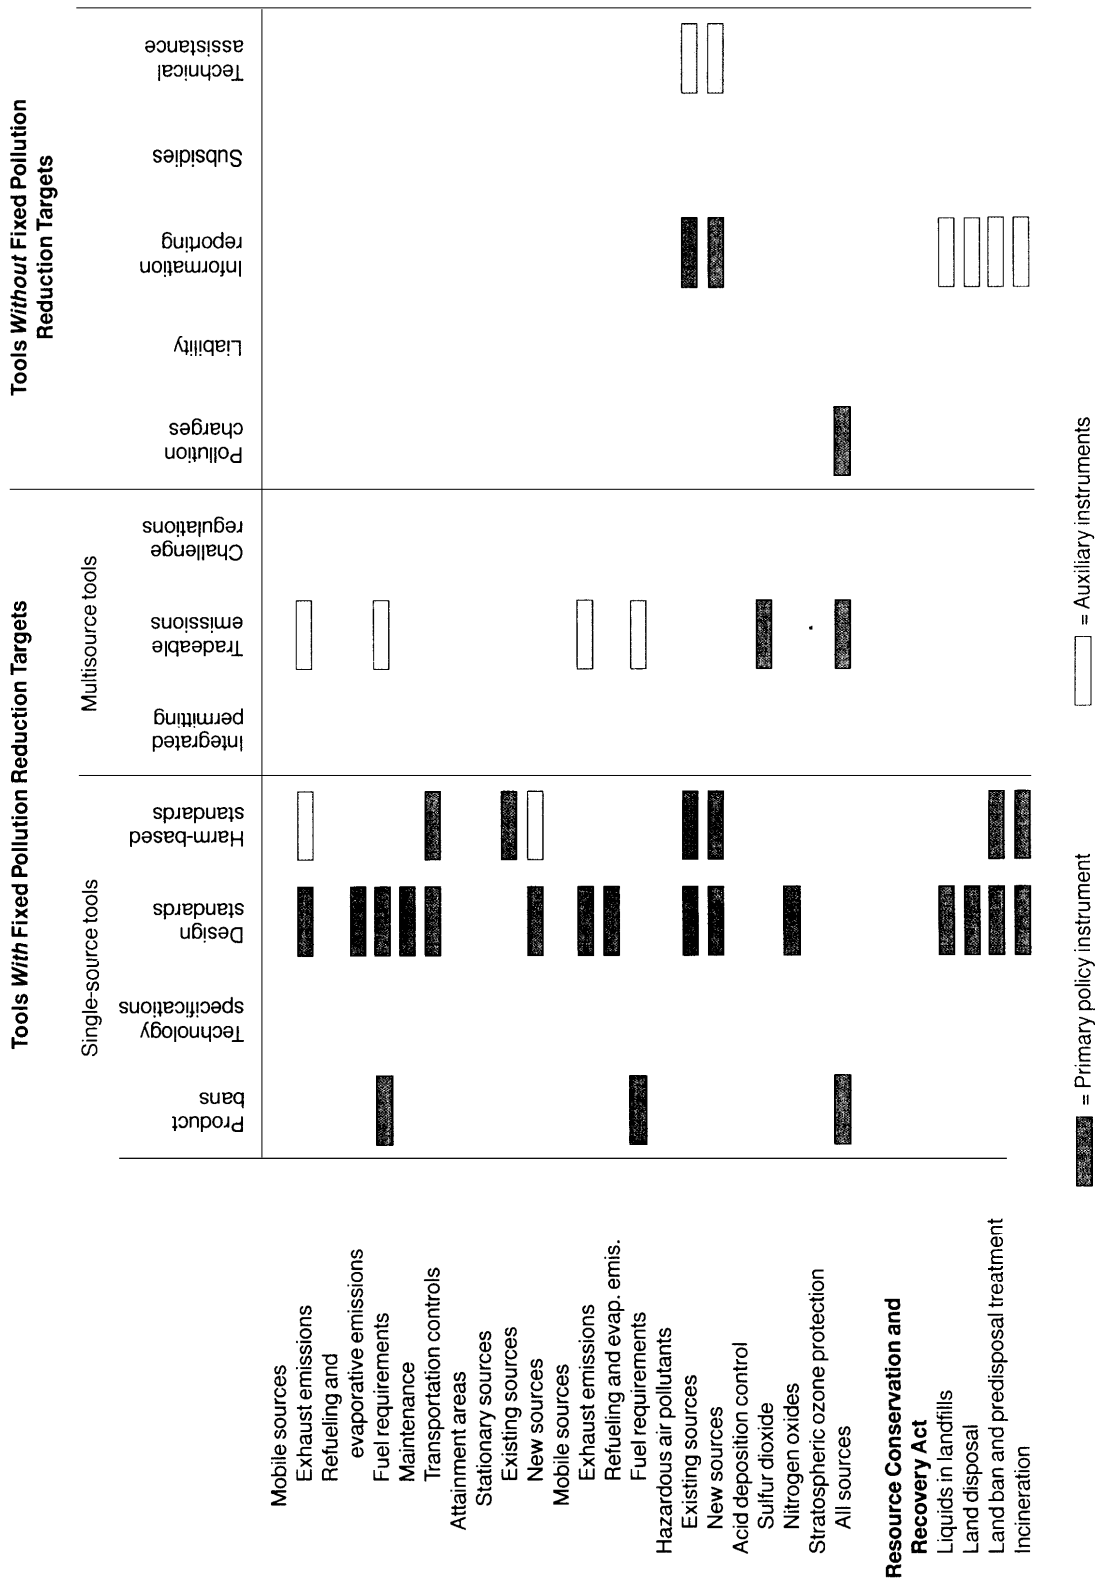 Tools With Fixed Pollution Reduction Targets
Tools Without Fixed Pollution
Reduction Targets
Single-source tools
Multisource tools
Product
bans
Technology
specifications
Design
standards
Harm-based
standards
Integrated
permitting
Tradeable
emissions
Challenge
regulations
Pollution
charges
Liability
Information
reporting
Subsidies
Technical
assistance
Mobile sources
Exhaust emissions
Refueling and
evaporative emissions
Fuel requirements
Maintenance
Transportation controls
Attainment areas
Stationary sources
Existing sources
New sources
Mobile sources
Exhaust emissions
Refueling and evap. emis.
Fuel requirements
Hazardous air pollutants
Existing sources
New sources
Acid deposition control
Sulfur dioxide
Nitrogen oxides
Stratospheric ozone protection
All sources
Resource Conservation and
Recovery Act
Liquids in landfills
Land disposal
Land ban and predisposal treatment
Incineration
= Primary policy instrument
= Auxiliary instruments